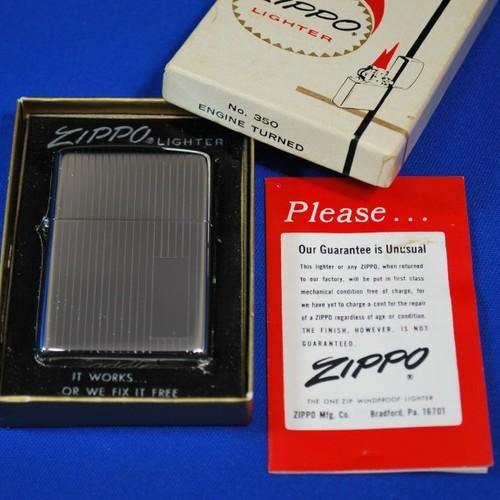 ZIPPO
LIGHTER
No. 350
ENGINE TURNED
ZIPPO® LIGHTER
IT WORKS...
OR WE FIX IT FREE
Please...
Our Guarantee is Unusual
This lighter or any ZIPPO, when returned
to our factory, will be put in first class
mechanical condition free of charge, for
we have yet to charge a cent for the repair
of a ZIPPO regardless of age or condition.
THE FINISH, HOWEVER, IS NOT
GUARANTEED.
ZIPPO®
THE ONE-ZIP WINDPROOF LIGHTER
ZIPPO Mfg. Co. Bradford, Pa. 16701